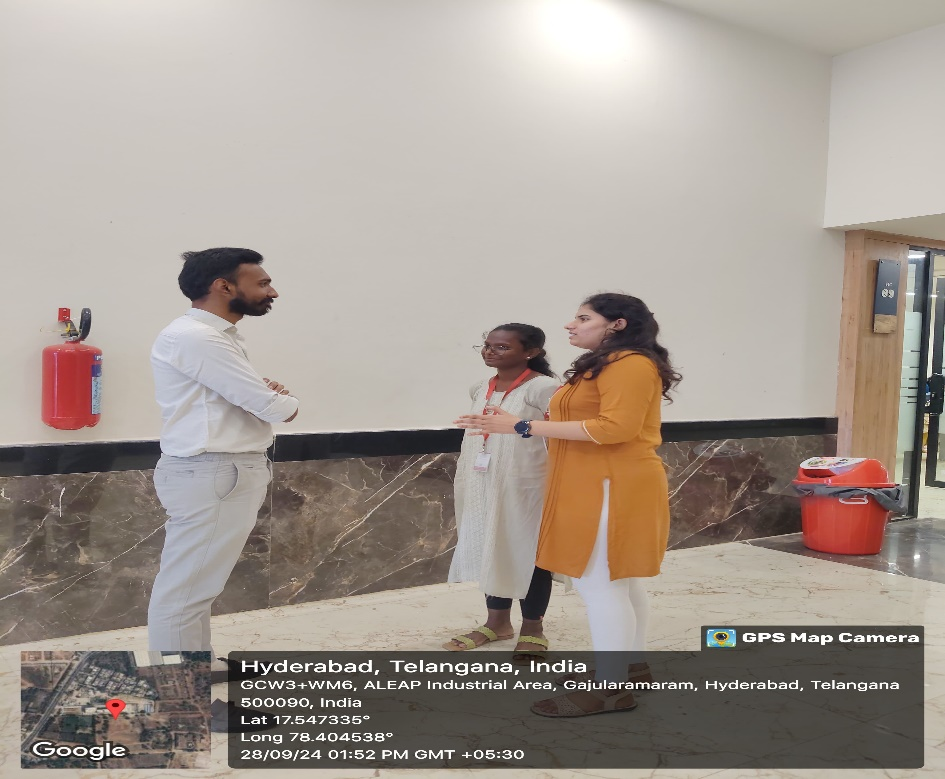 GPS Map Camera
Hyderabad, Telangana, India
GCW3+WM6, ALEAP Industrial Area, Gajularamaram, Hyderabad, Telangana
500090, India
Lat 17.547335°
Long 78.404538°
28/09/24 01:52 PM GMT +05:30
Google